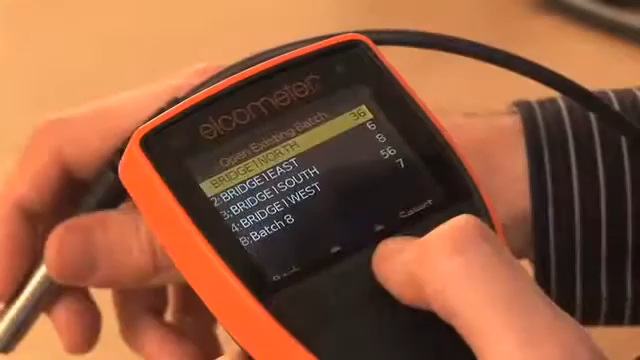 elcometer
Open Existing Batch
BRIDGE1NORTH 36
2:BRIDGE1EAST 6
3:BRIDGE1SOUTH 8
4:BRIDGE1WEST 56
8:Batch 8 7
Back Select